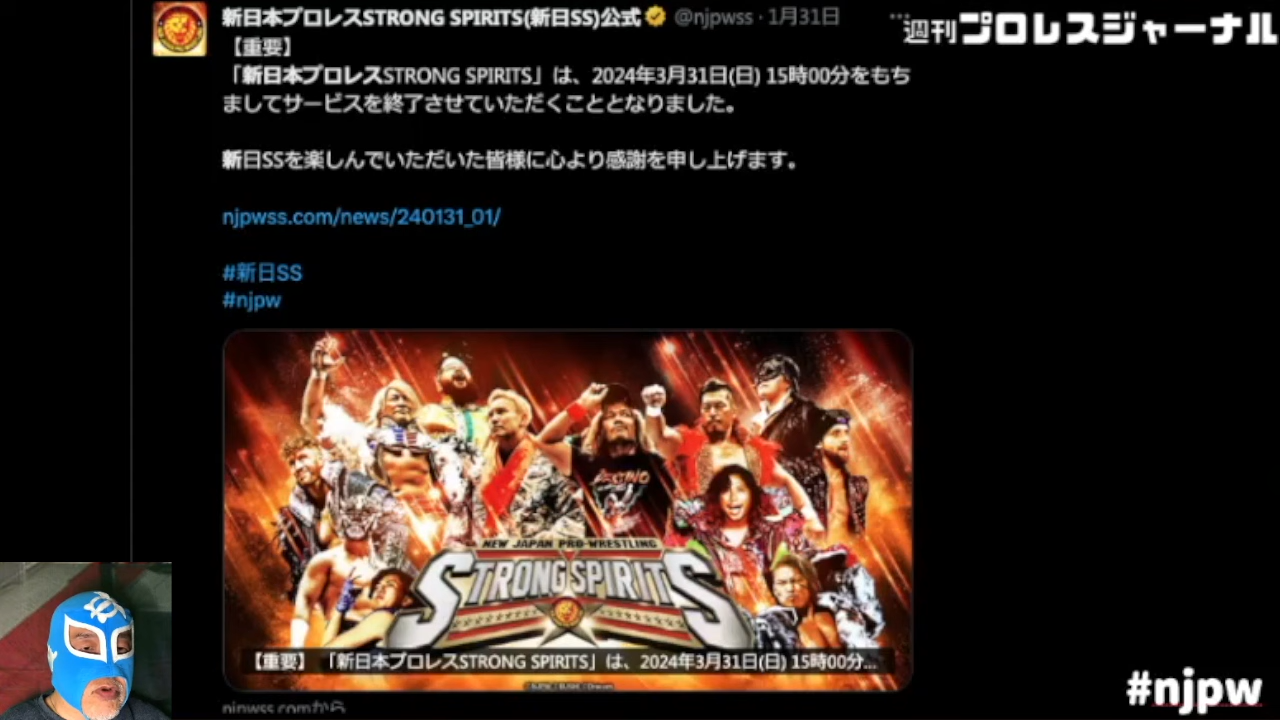 新日本プロレスSTRONG SPIRITS(新日SS)公式 @njpwss · 1月31日 ···
週刊プロレスジャーナル
【重要】
「新日本プロレスSTRONG SPIRITS」は、2024年3月31日(日) 15時00分をもち
ましてサービスを終了させていただくこととなりました。
新日SSを楽しんでいただいた皆様に心より感謝を申し上げます。
njpwss.com/news/240131_01/
#新日SS
#njpw
NEW JAPAN PRO-WRESTLING
STRONG SPIRITS
【重要】 「新日本プロレスSTRONG SPIRITS」は、2024年3月31日(日) 15時00分...
njpwss.comから
#njpw